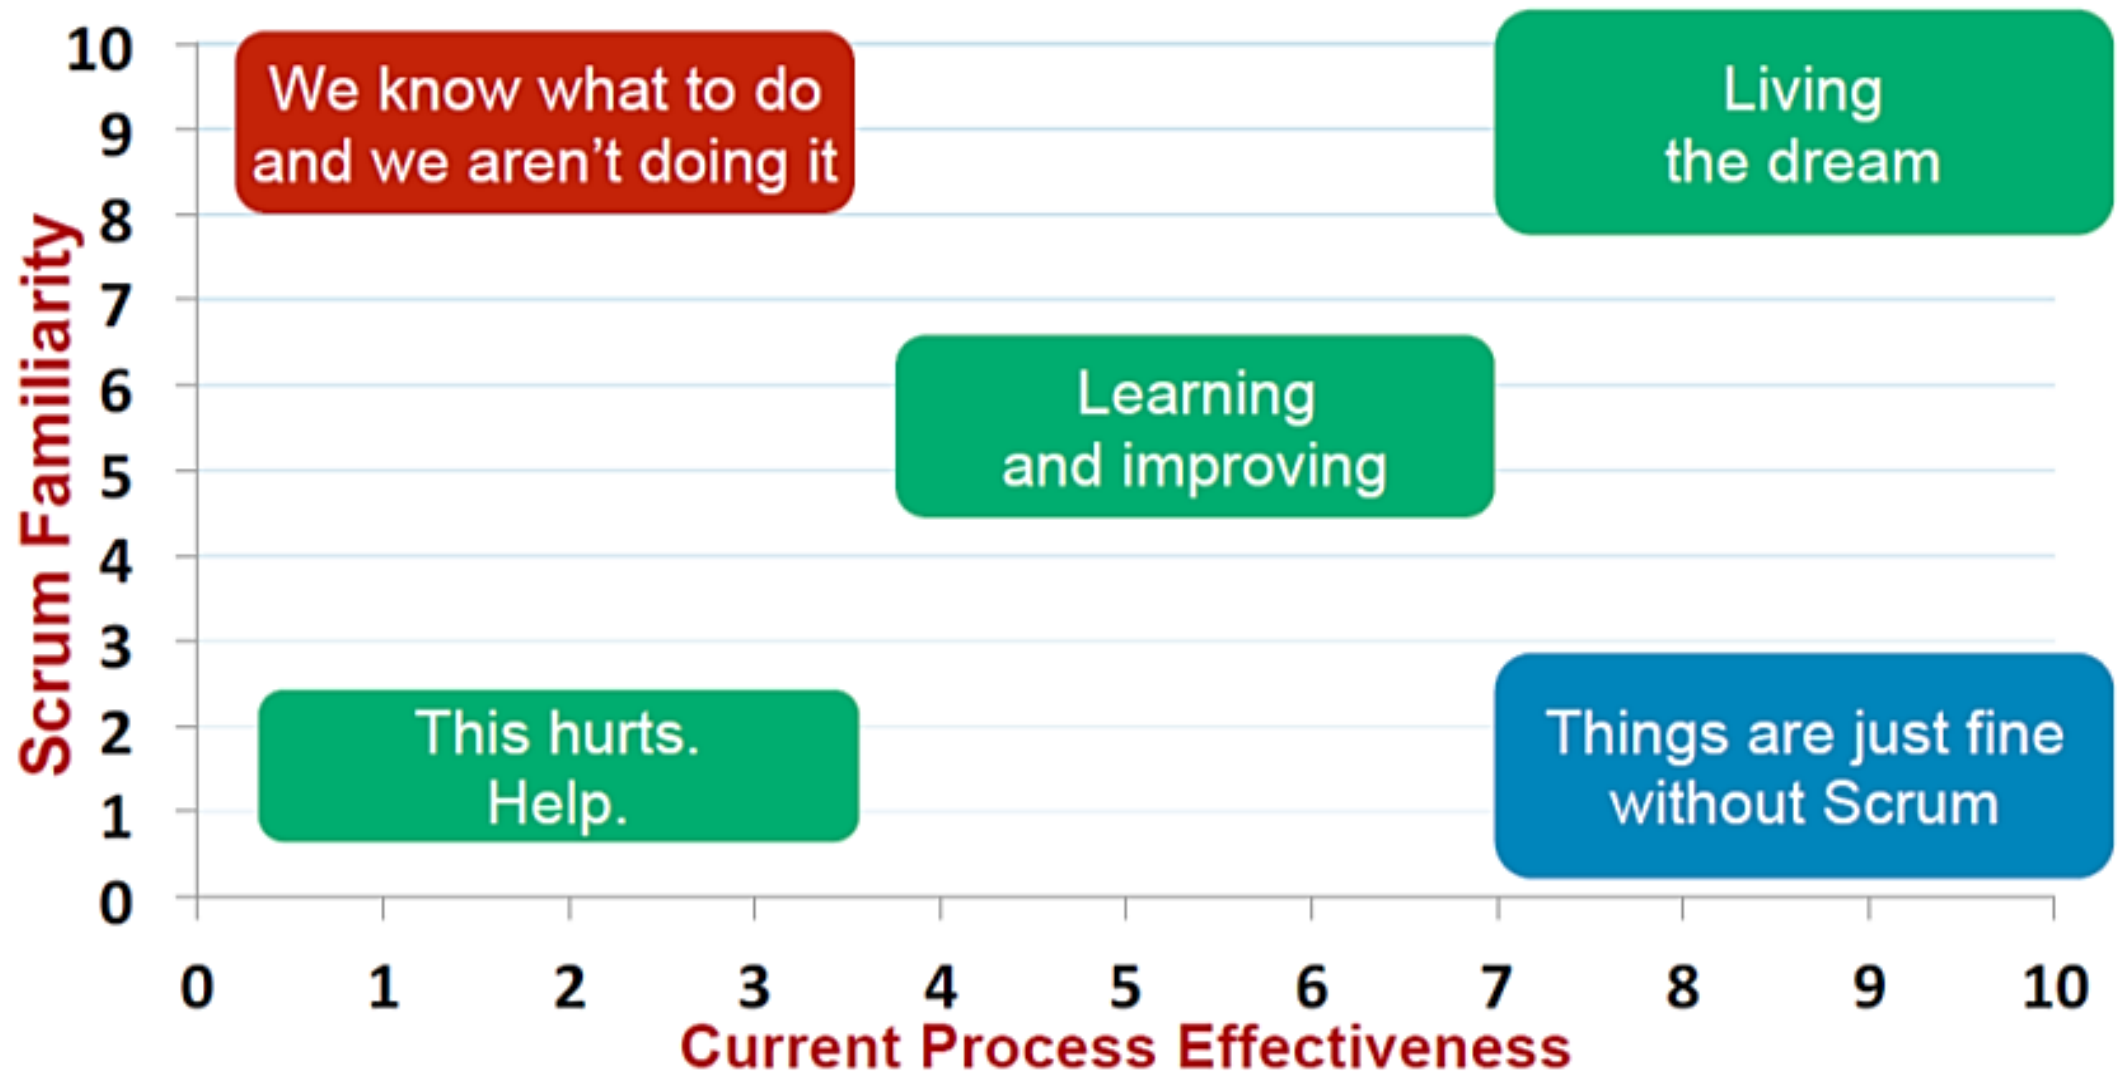 10
We know what to do
and we aren’t doing it
Living
the dream
9
8
7
6
Learning
and improving
5
4
3
2
This hurts.
Help.
Things are just fine
without Scrum
1
0
Scrum Familiarity
0 1 2 3 4 5 6 7 8 9 10
Current Process Effectiveness